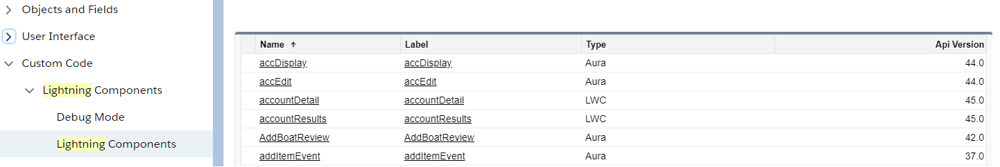 Objects and Fields
User Interface
Custom Code
Lightning Components
Debug Mode
Lightning Components
Name ↑ Label Type Api Version
accDisplay accDisplay Aura 44.0
accEdit accEdit Aura 44.0
accountDetail accountDetail LWC 45.0
accountResults accountResults LWC 45.0
AddBoatReview AddBoatReview Aura 42.0
addItemEvent addItemEvent Aura 37.0